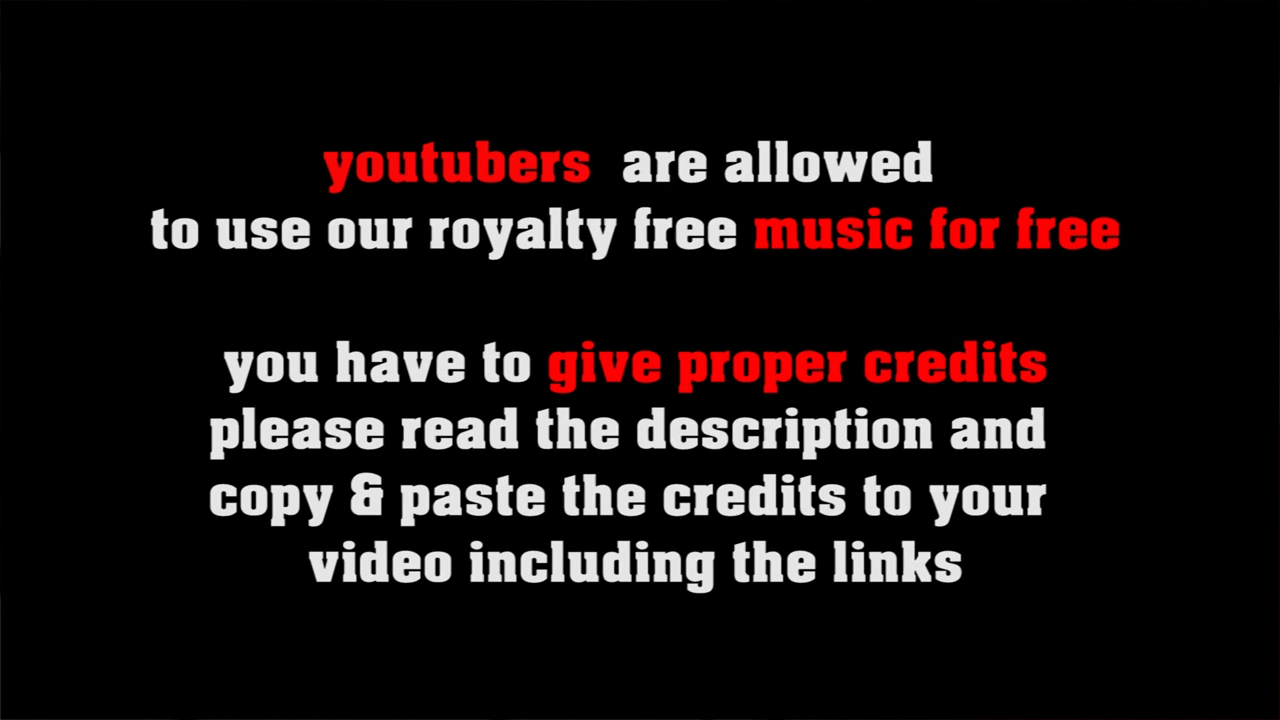 youtubers are allowed
to use our royalty free music for free
you have to give proper credits
please read the description and
copy & paste the credits to your
video including the links